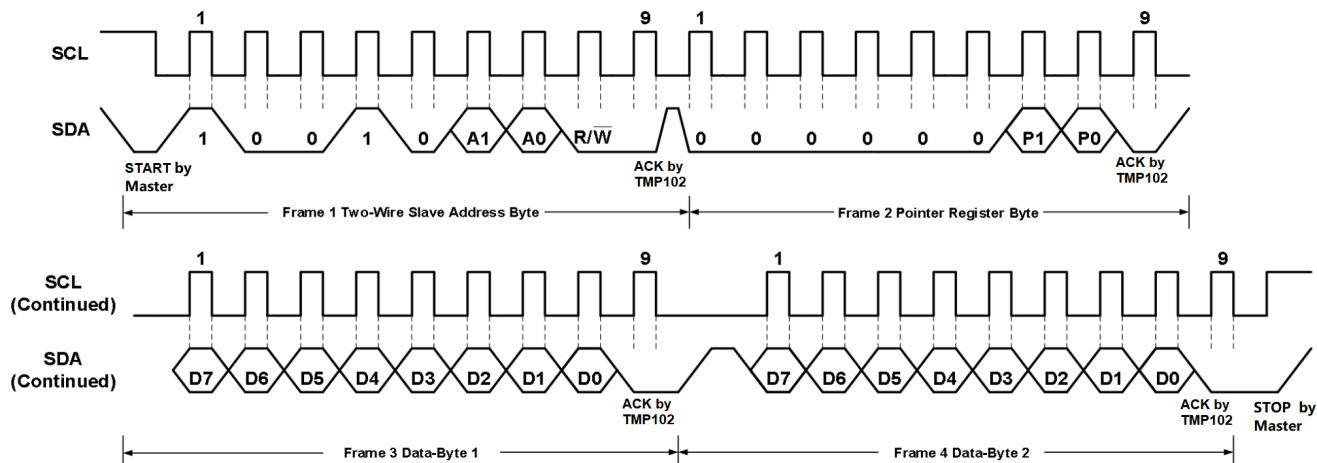 1 9 1 9
SCL
SDA
1 0 0 1 0 A1 A0 R/W̅ 0 0 0 0 0 0 P1 P0
START by
Master
ACK by
TMP102
ACK by
TMP102
Frame 1 Two-Wire Slave Address Byte
Frame 2 Pointer Register Byte
1 9 1 9
SCL
(Continued)
SDA
(Continued)
D7 D6 D5 D4 D3 D2 D1 D0 D7 D6 D5 D4 D3 D2 D1 D0
ACK by
TMP102
ACK by
TMP102
STOP by
Master
Frame 3 Data-Byte 1
Frame 4 Data-Byte 2